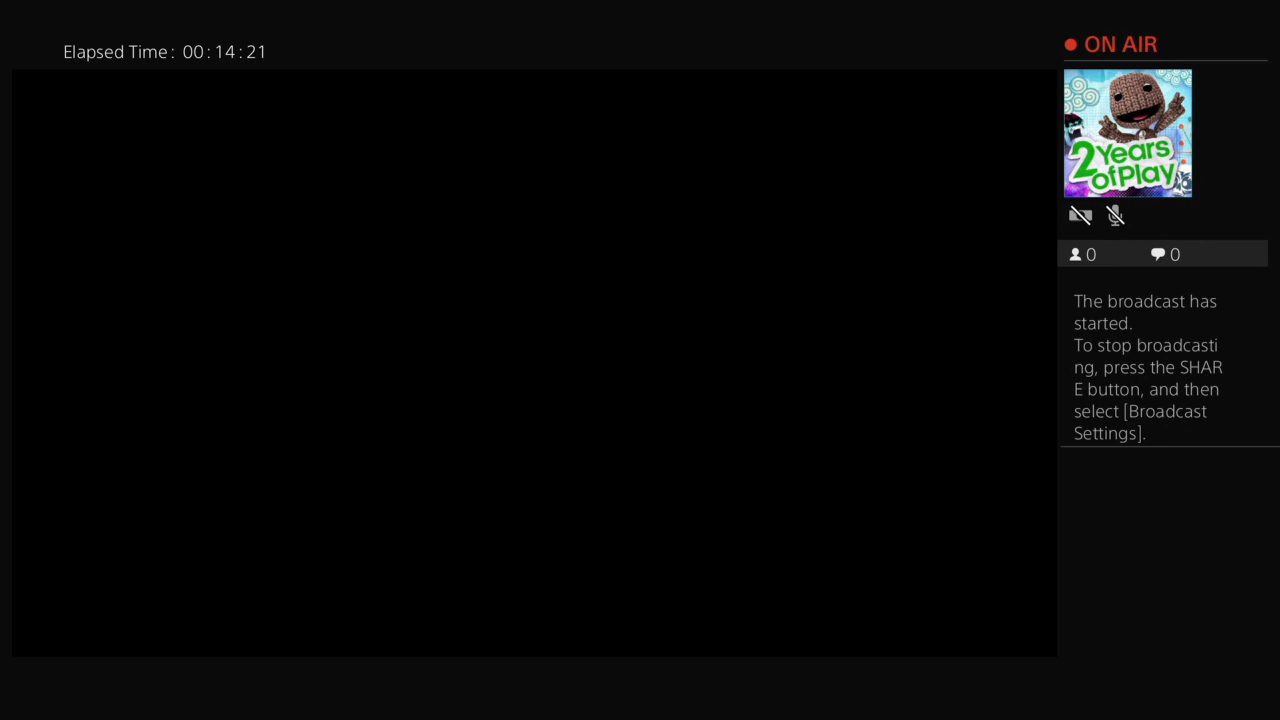 Elapsed Time: 00:14:21
ON AIR
2 Years
of Play
0
0
The broadcast has
started.
To stop broadcasti
ng, press the SHAR
E button, and then
select [Broadcast
Settings].